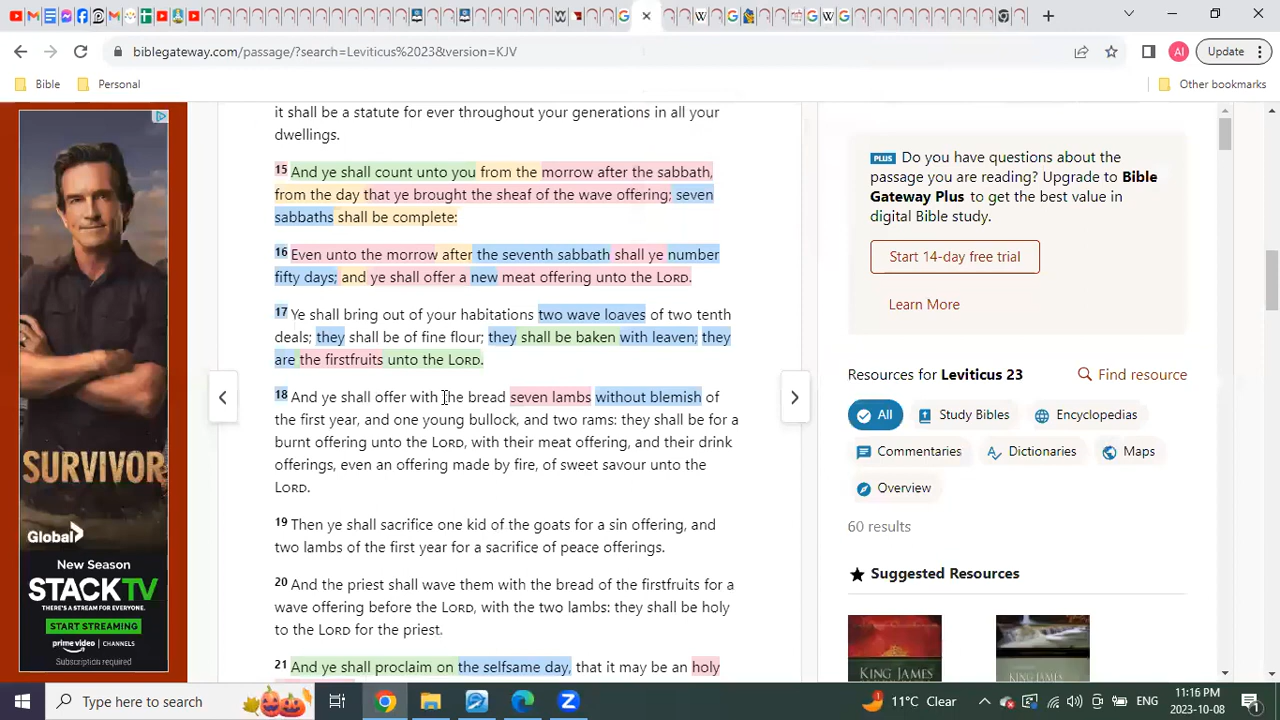 biblegateway.com/passage/?search=Leviticus%2023&version=KJV
Update
AI
Bible
Personal
Other bookmarks
it shall be a statute for ever throughout your generations in all your
dwellings.
15 And ye shall count unto you from the morrow after the sabbath,
from the day that ye brought the sheaf of the wave offering; seven
sabbaths shall be complete:
16 Even unto the morrow after the seventh sabbath shall ye number
fifty days; and ye shall offer a new meat offering unto the LORD.
17 Ye shall bring out of your habitations two wave loaves of two tenth
deals; they shall be of fine flour; they shall be baken with leaven; they
are the firstfruits unto the LORD.
18 And ye shall offer with the bread seven lambs without blemish of
the first year, and one young bullock, and two rams: they shall be for a
burnt offering unto the LORD, with their meat offering, and their drink
offerings, even an offering made by fire, of sweet savour unto the
LORD.
19 Then ye shall sacrifice one kid of the goats for a sin offering, and
two lambs of the first year for a sacrifice of peace offerings.
20 And the priest shall wave them with the bread of the firstfruits for a
wave offering before the LORD, with the two lambs: they shall be holy
to the LORD for the priest.
21 And ye shall proclaim on the selfsame day, that it may be an holy
SURVIVOR
Global
New Season
STACKTV
THERE'S A STREAM FOR EVERYONE.
START STREAMING
prime video | CHANNELS
Subscription required
PLUS Do you have questions about the
passage you are reading? Upgrade to Bible
Gateway Plus to get the best value in
digital Bible study.
Start 14-day free trial
Learn More
Resources for Leviticus 23
Find resource
All
Study Bibles
Encyclopedias
Commentaries
Dictionaries
Maps
Overview
60 results
Suggested Resources
KING JAMES
KING JAMES
Type here to search
11°C Clear
ENG
11:16 PM
2023-10-08
1